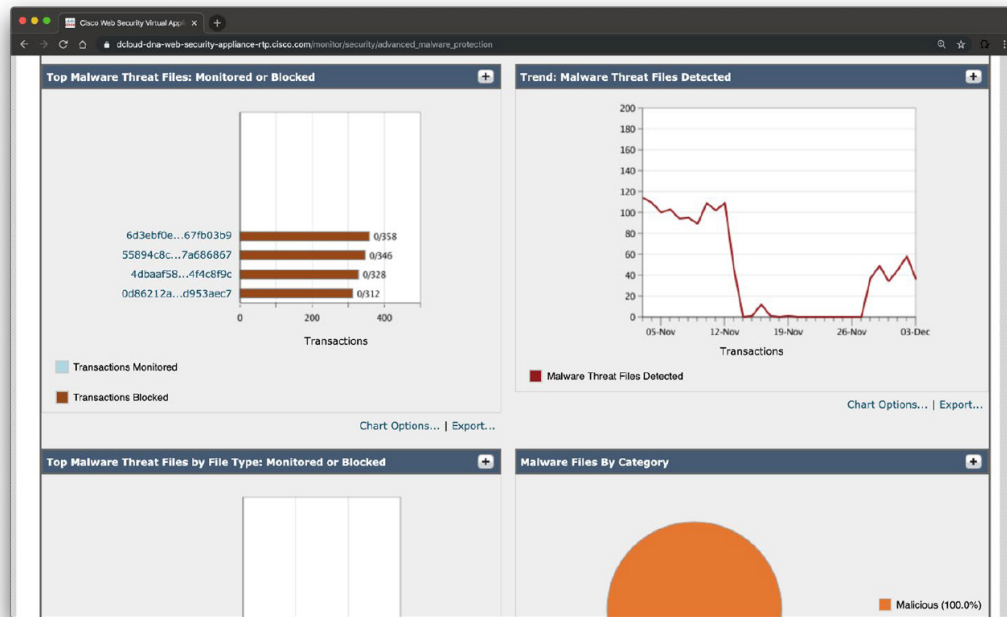 Cisco Web Security Virtual Appli
dcloud-dna-web-security-appliance-rtp.cisco.com/monitor/security/advanced_malware_protection
Top Malware Threat Files: Monitored or Blocked
6d3ebf0e...67fb03b9
0/358
55894c8c...7a686867
0/346
4dbaaf58...4f4c8f9c
0/328
0d86212a...d953aec7
0/312
0 200 400
Transactions
Transactions Monitored
Transactions Blocked
Chart Options... | Export...
Trend: Malware Threat Files Detected
200
180
160
140
120
100
80
60
40
20
0
05-Nov 12-Nov 19-Nov 26-Nov 03-Dec
Transactions
Malware Threat Files Detected
Chart Options... | Export...
Top Malware Threat Files by File Type: Monitored or Blocked
Malware Files By Category
Malicious (100.0%)